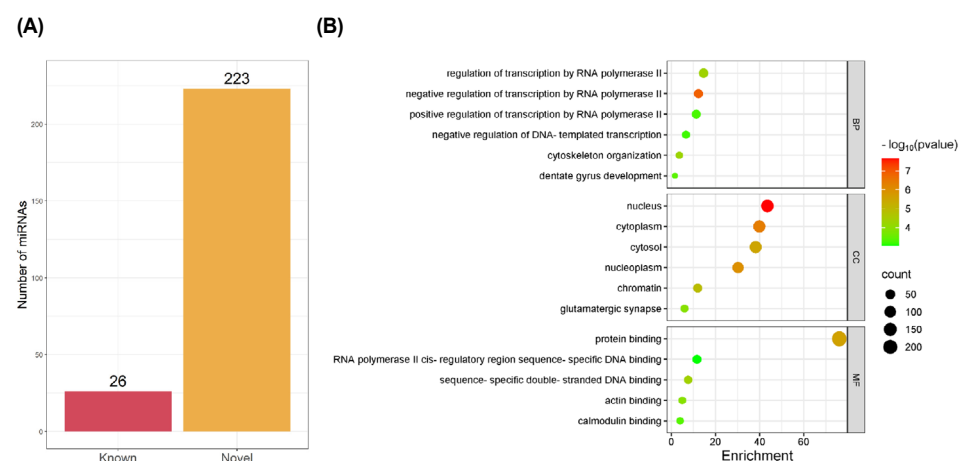 (A)
(B)
Number of miRNAs
0
50
100
150
200
26
223
Known
Novel
regulation of transcription by RNA polymerase II
negative regulation of transcription by RNA polymerase II
positive regulation of transcription by RNA polymerase II
negative regulation of DNA- templated transcription
cytoskeleton organization
dentate gyrus development
BP
nucleus
cytoplasm
cytosol
nucleoplasm
chromatin
glutamatergic synapse
CC
protein binding
RNA polymerase II cis- regulatory region sequence- specific DNA binding
sequence- specific double- stranded DNA binding
actin binding
calmodulin binding
MF
0 20 40 60
Enrichment
- log10(pvalue)
7
6
5
4
count
50
100
150
200